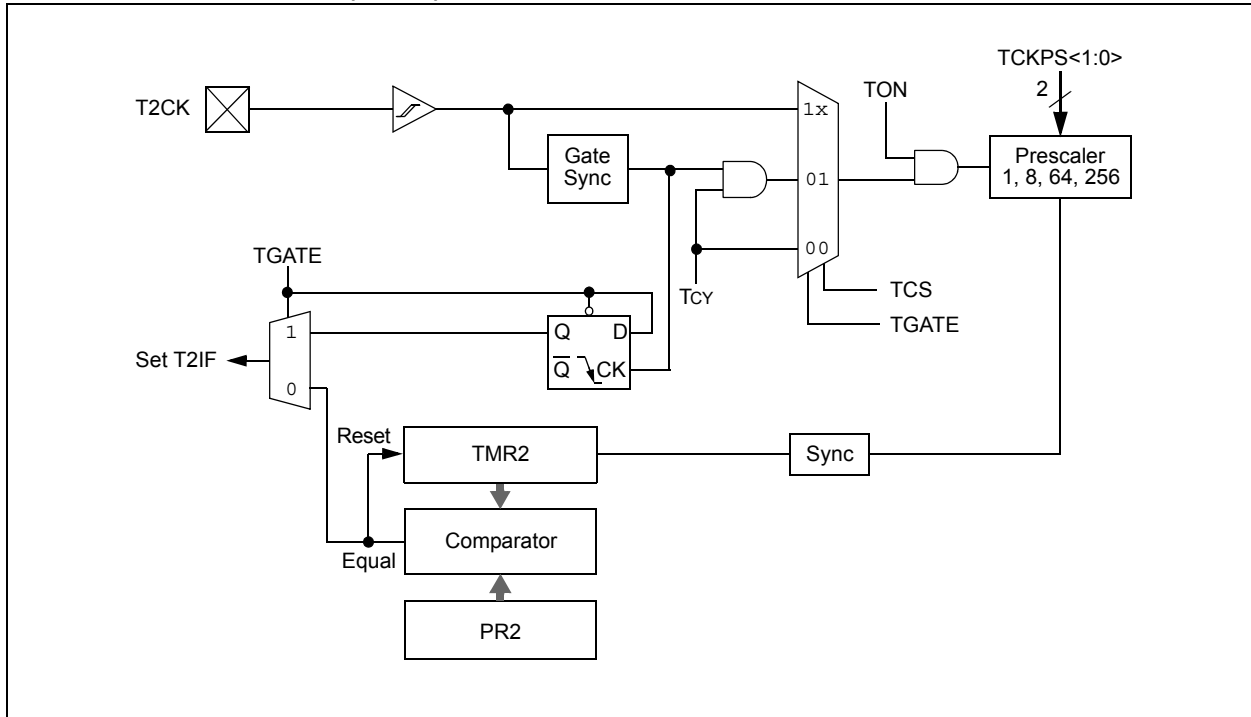 TCKPS<1:0>
2
T2CK
1x
TON
Prescaler
1, 8, 64, 256
Gate
Sync
01
00
TGATE
TCY
TCS
TGATE
1
Q
D
Set T2IF
Q
CK
0
Reset
TMR2
Sync
Equal
Comparator
PR2